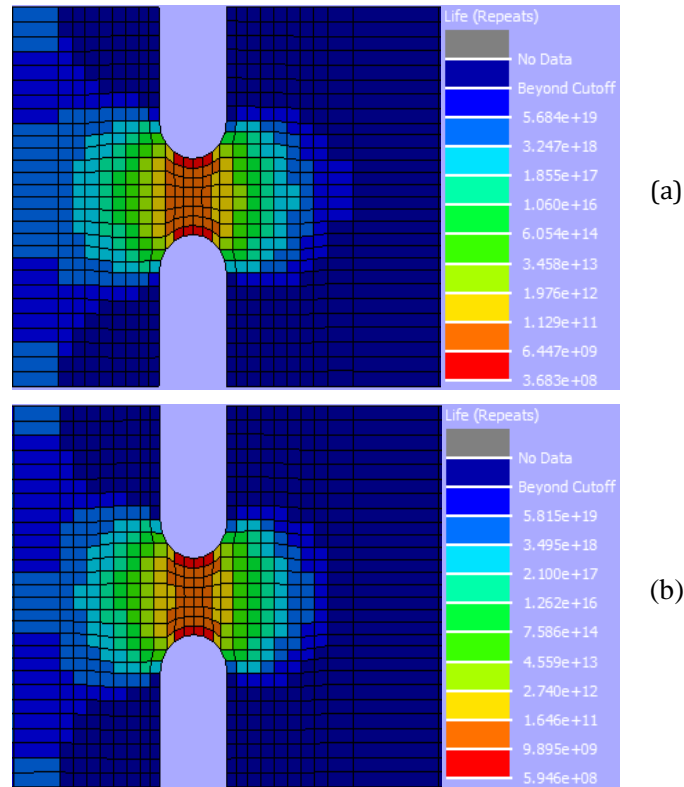 Life (Repeats)
No Data
Beyond Cutoff
5.684e+19
3.247e+18
1.855e+17
1.060e+16
6.054e+14
3.458e+13
1.976e+12
1.129e+11
6.447e+09
3.683e+08
(a)
Life (Repeats)
No Data
Beyond Cutoff
5.815e+19
3.495e+18
2.100e+17
1.262e+16
7.586e+14
4.559e+13
2.740e+12
1.646e+11
9.895e+09
5.946e+08
(b)